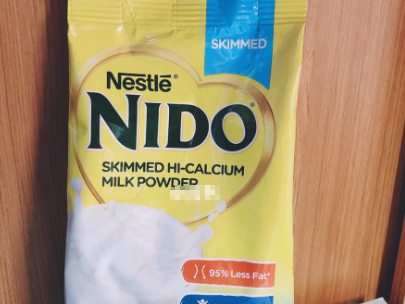 SKIMMED
Nestlé®
NIDO®
SKIMMED HI-CALCIUM
MILK POWDER
95% Less Fat*